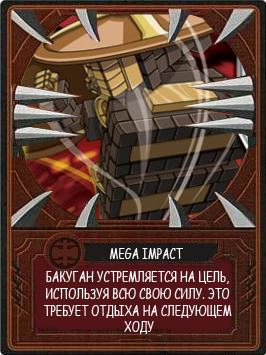 MEGA IMPACT
БАКУГАН УСТРЕМЛЯЕТСЯ НА ЦЕЛЬ,
ИСПОЛЬЗУЯ ВСЮ СВОЮ СИЛУ. ЭТО
ТРЕБУЕТ ОТДЫХА НА СЛЕДУЮЩЕМ
ХОДУ